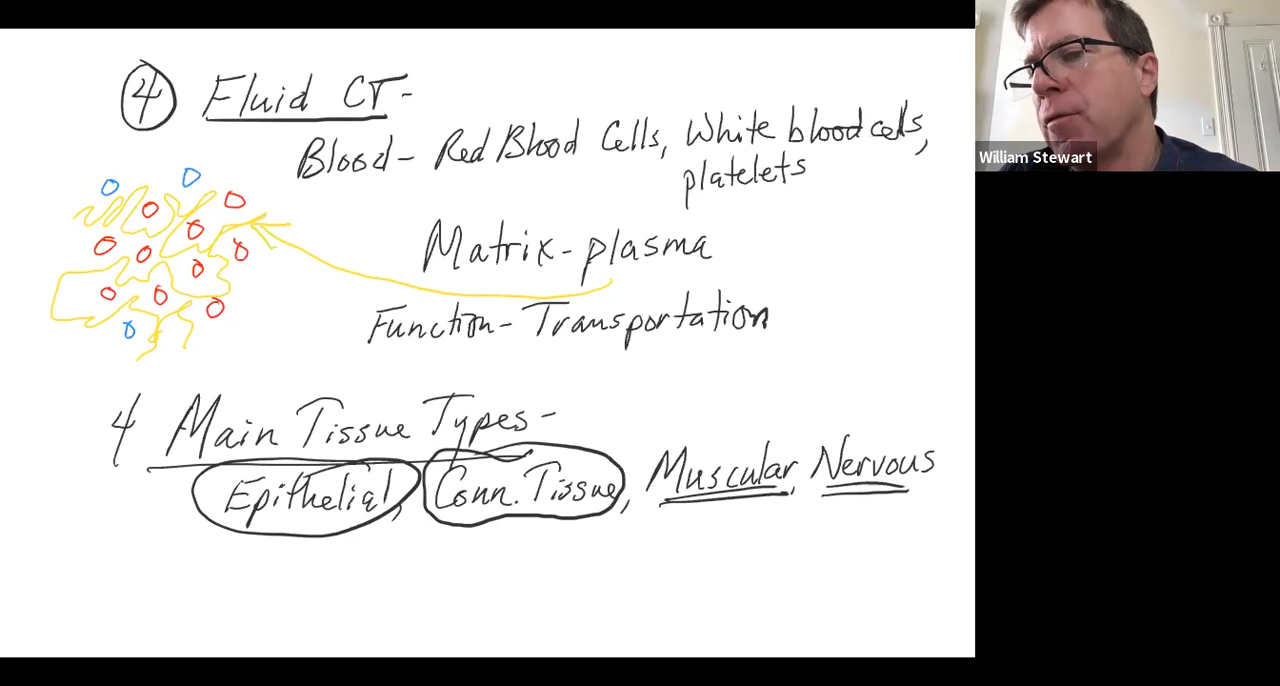 ④ Fluid CT-
Blood- Red Blood Cells, White blood cells,
platelets
Matrix-plasma
Function- Transportation
4 Main Tissue Types-
Epithelial, Conn. Tissue, Muscular, Nervous
William Stewart